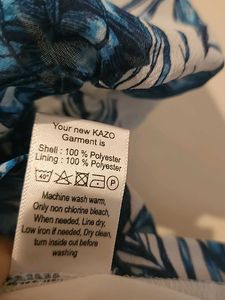 Your new KAZO
Garment is
Shell : 100 % Polyester
Lining : 100 % Polyester
40°
P
Machine wash warm,
Only non chlorine bleach,
When needed, Line dry,
Low iron if needed, Dry clean,
turn inside out before
washing